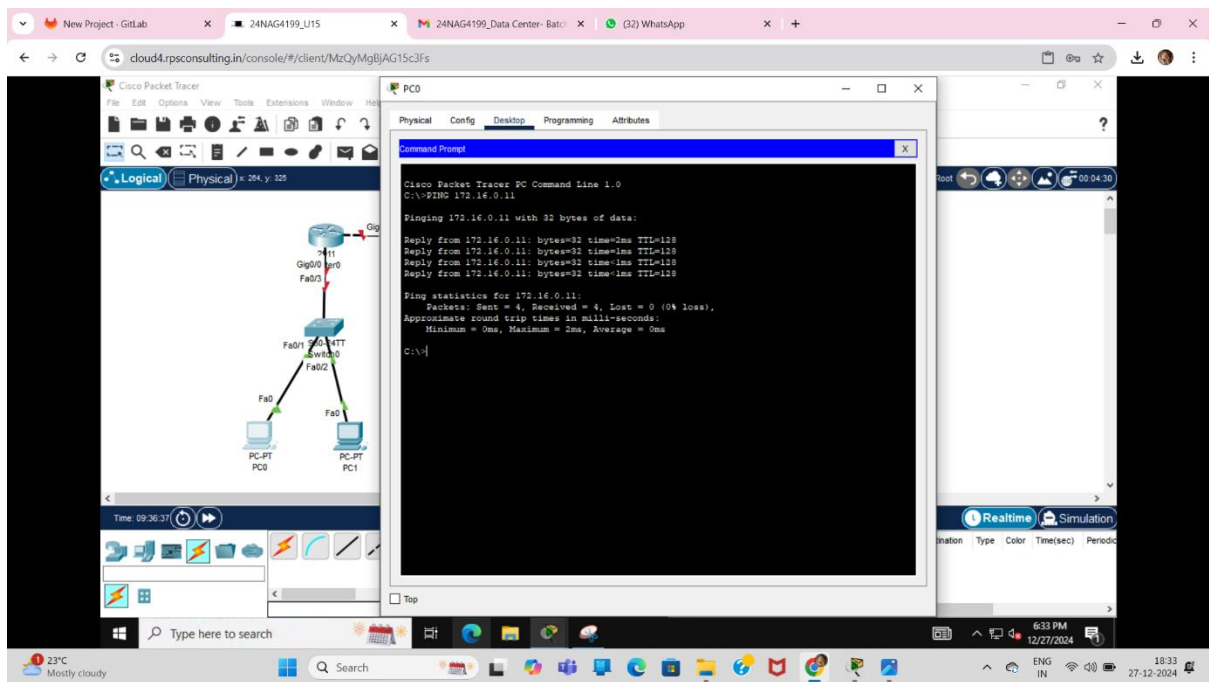 New Project · GitLab
24NAG4199_U15
24NAG4199_Data Center- Batc
(32) WhatsApp
cloud4.rpsconsulting.in/console/#/client/MzQyMgBjAG15c3Fs
Cisco Packet Tracer
File Edit Options View Tools Extensions Window Hel
PC0
Physical Config Desktop Programming Attributes
?
Command Prompt
X
Logical Physical x: 264, y: 325
Root
00:04:30
Cisco Packet Tracer PC Command Line 1.0
C:\>PING 172.16.0.11
Pinging 172.16.0.11 with 32 bytes of data:
Reply from 172.16.0.11: bytes=32 time=2ms TTL=128
Reply from 172.16.0.11: bytes=32 time=1ms TTL=128
Reply from 172.16.0.11: bytes=32 time<1ms TTL=128
Reply from 172.16.0.11: bytes=32 time<1ms TTL=128
Ping statistics for 172.16.0.11:
Packets: Sent = 4, Received = 4, Lost = 0 (0% loss),
Approximate round trip times in milli-seconds:
Minimum = 0ms, Maximum = 2ms, Average = 0ms
C:\>
Gig
Gig0/0
Fa0/3
Fa0/1
Switch0
Fa0/2
Fa0
Fa0
PC-PT
PC0
PC-PT
PC1
Time: 09:36:37
Realtime Simulation
ination Type Color Time(sec) Periodic
Top
Type here to search
6:33 PM
12/27/2024
1
23°C
Mostly cloudy
Search
ENG
IN
18:33
27-12-2024